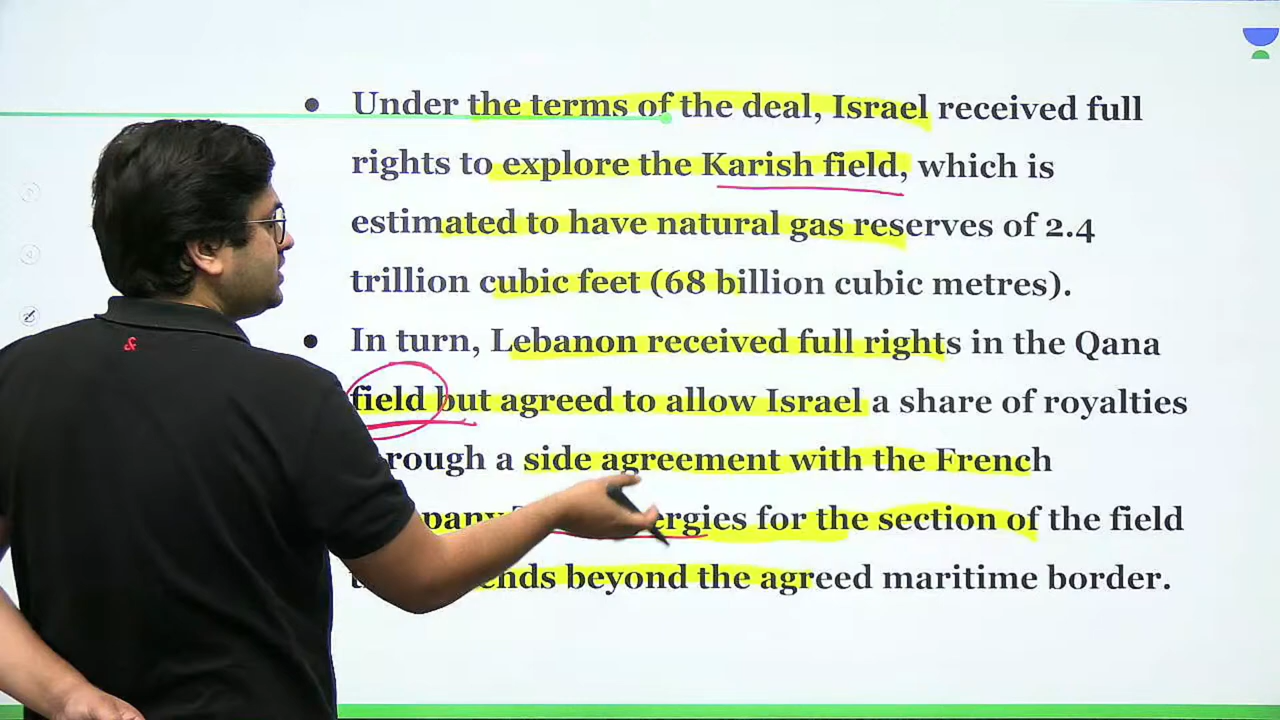 • Under the terms of the deal, Israel received full
rights to explore the Karish field, which is
estimated to have natural gas reserves of 2.4
trillion cubic feet (68 billion cubic metres).
• In turn, Lebanon received full rights in the Qana
field but agreed to allow Israel a share of royalties
a side agreement with the French
for the section of the field
beyond the agreed maritime border.